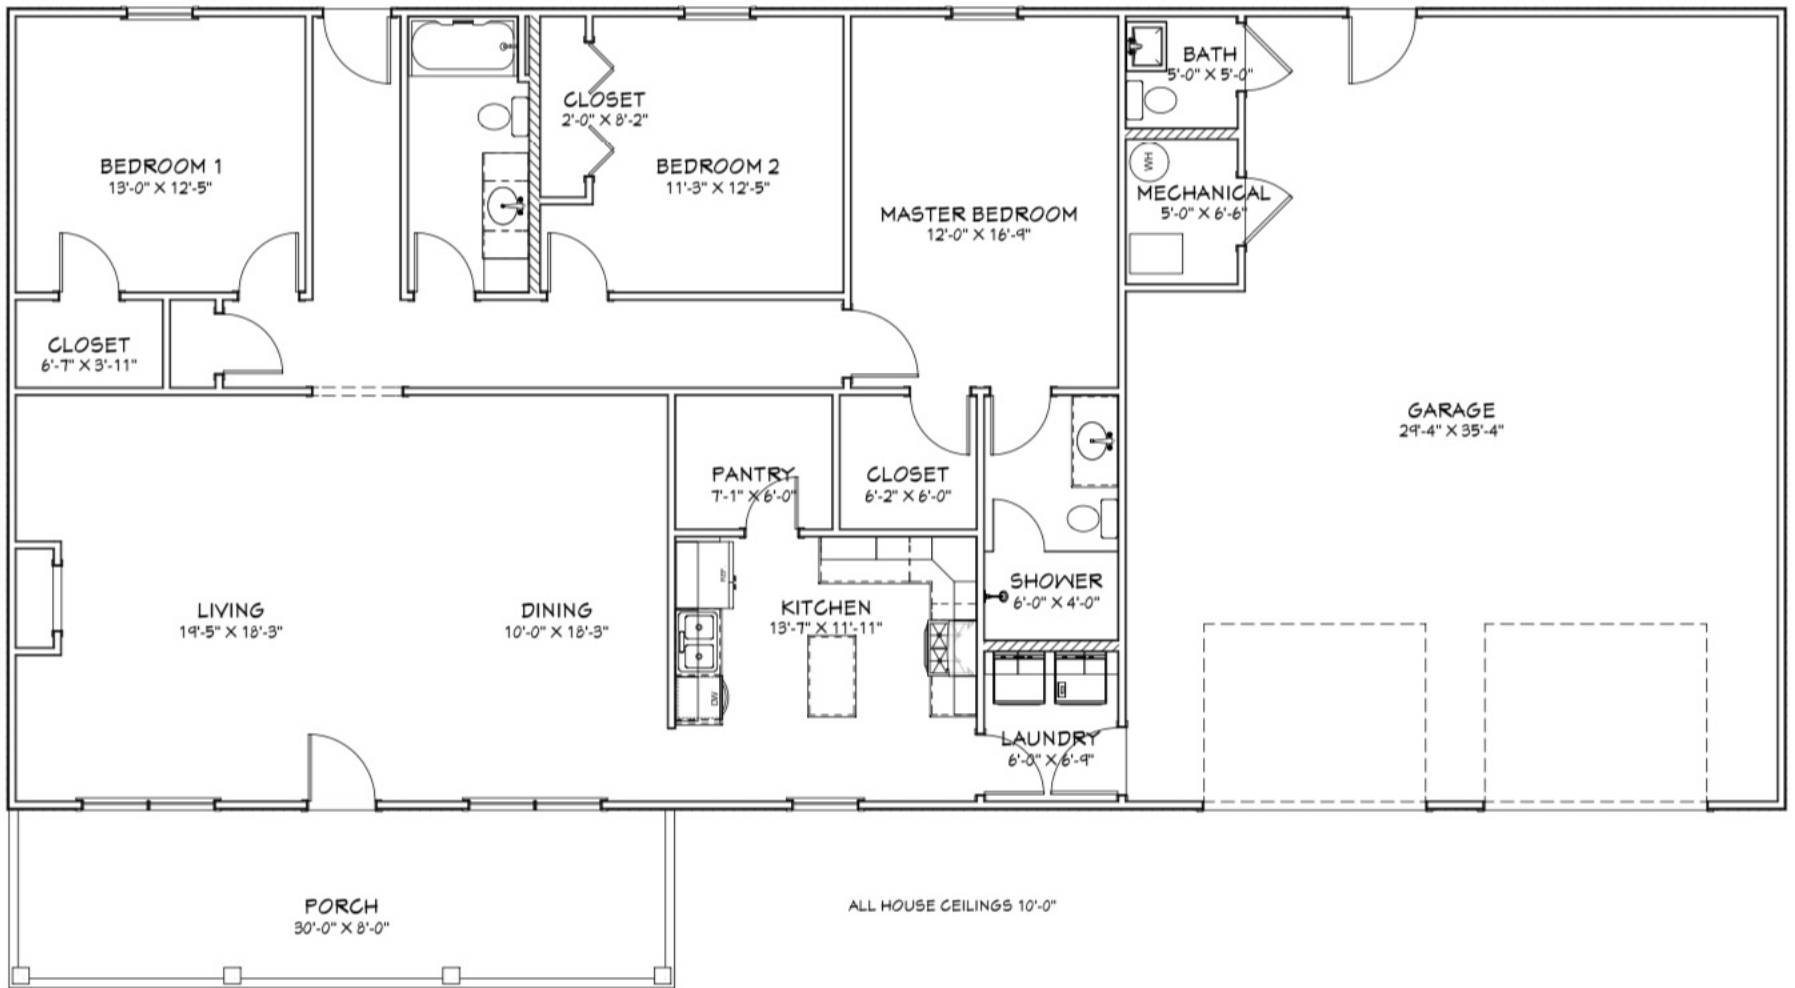 BATH
5'-0" X 5'-0"
CLOSET
2'-0" X 8'-2"
BEDROOM 1
13'-0" X 12'-5"
BEDROOM 2
11'-3" X 12'-5"
WH
MECHANICAL
5'-0" X 6'-6"
MASTER BEDROOM
12'-0" X 16'-9"
CLOSET
6'-7" X 3'-11"
GARAGE
29'-4" X 35'-4"
PANTRY
7'-1" X 6'-0"
CLOSET
6'-2" X 6'-0"
REF
SHOWER
6'-0" X 4'-0"
LIVING
19'-5" X 18'-3"
DINING
10'-0" X 18'-3"
KITCHEN
13'-7" X 11'-11"
DW
LAUNDRY
6'-0" X 6'-9"
PORCH
30'-0" X 8'-0"
ALL HOUSE CEILINGS 10'-0"